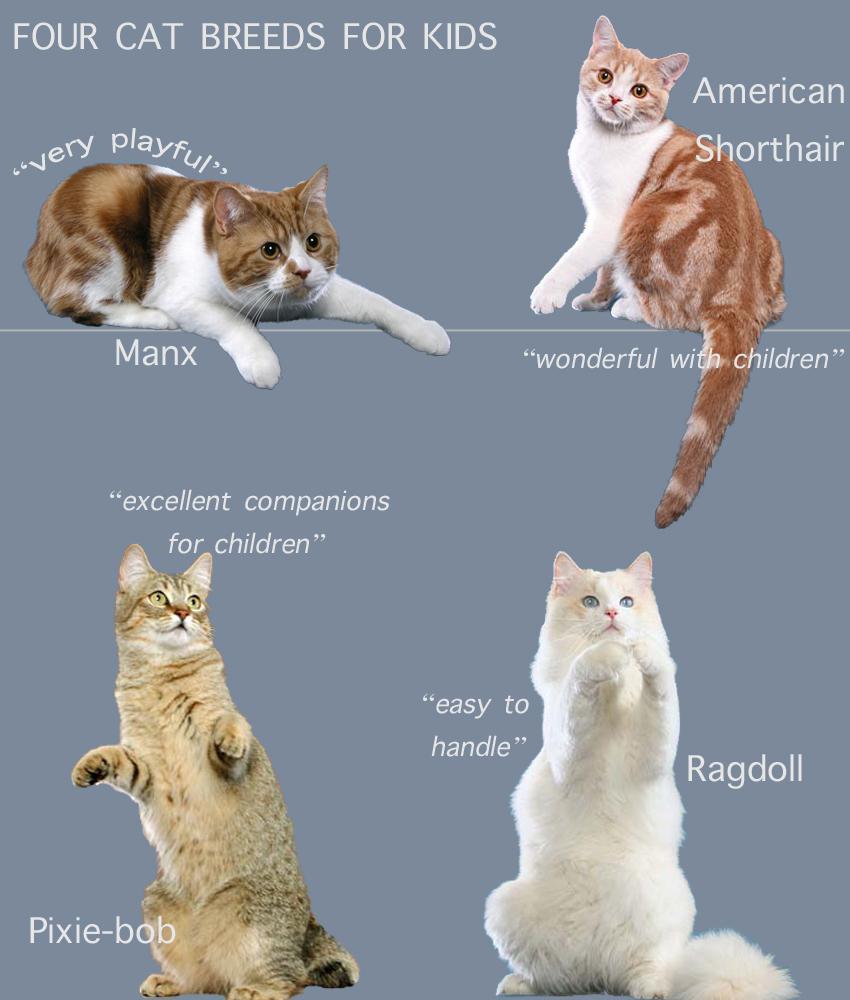 FOUR CAT BREEDS FOR KIDS
American
Shorthair
“very playful”
Manx
“wonderful with children”
“excellent companions
for children”
“easy to
handle”
Ragdoll
Pixie-bob